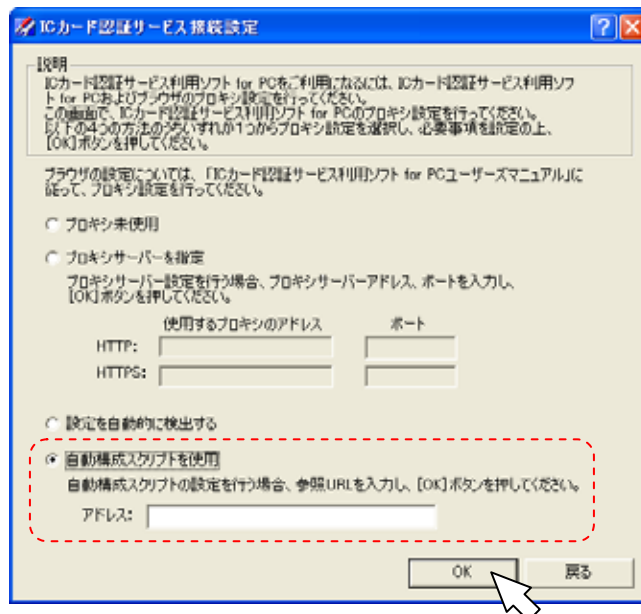 ICカード認証サービス接続設定
説明
ICカード認証サービス利用ソフト for PCをご利用になるには、ICカード認証サービス利用ソフ
ト for PCおよびブラウザのプロキシ設定を行ってください。
この画面で、ICカード認証サービス利用ソフト for PCのプロキシ設定を行ってください。
以下の4つの方法のうちいずれか1つからプロキシ設定を選択し、必要事項を設定の上、
[OK]ボタンを押してください。
ブラウザの設定については、「ICカード認証サービス利用ソフト for PCユーザーズマニュアル」に
従って、プロキシ設定を行ってください。
プロキシ未使用
プロキシサーバーを指定
プロキシサーバー設定を行う場合、プロキシサーバーアドレス、ポートを入力し、
[OK]ボタンを押してください。
使用するプロキシのアドレス ポート
HTTP:
HTTPS:
設定を自動的に検出する
自動構成スクリプトを使用
自動構成スクリプトの設定を行う場合、参照URLを入力し、[OK]ボタンを押してください。
アドレス:
OK 戻る